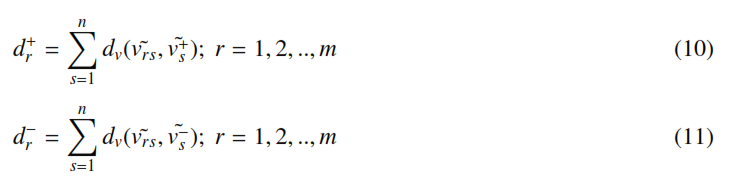 d_r^+ = \sum_{s=1}^{n} d_v(\tilde{v_{rs}}, \tilde{v_s^+}); r = 1, 2, .., m (10)
d_r^- = \sum_{s=1}^{n} d_v(\tilde{v_{rs}}, \tilde{v_s^-}); r = 1, 2, .., m (11)